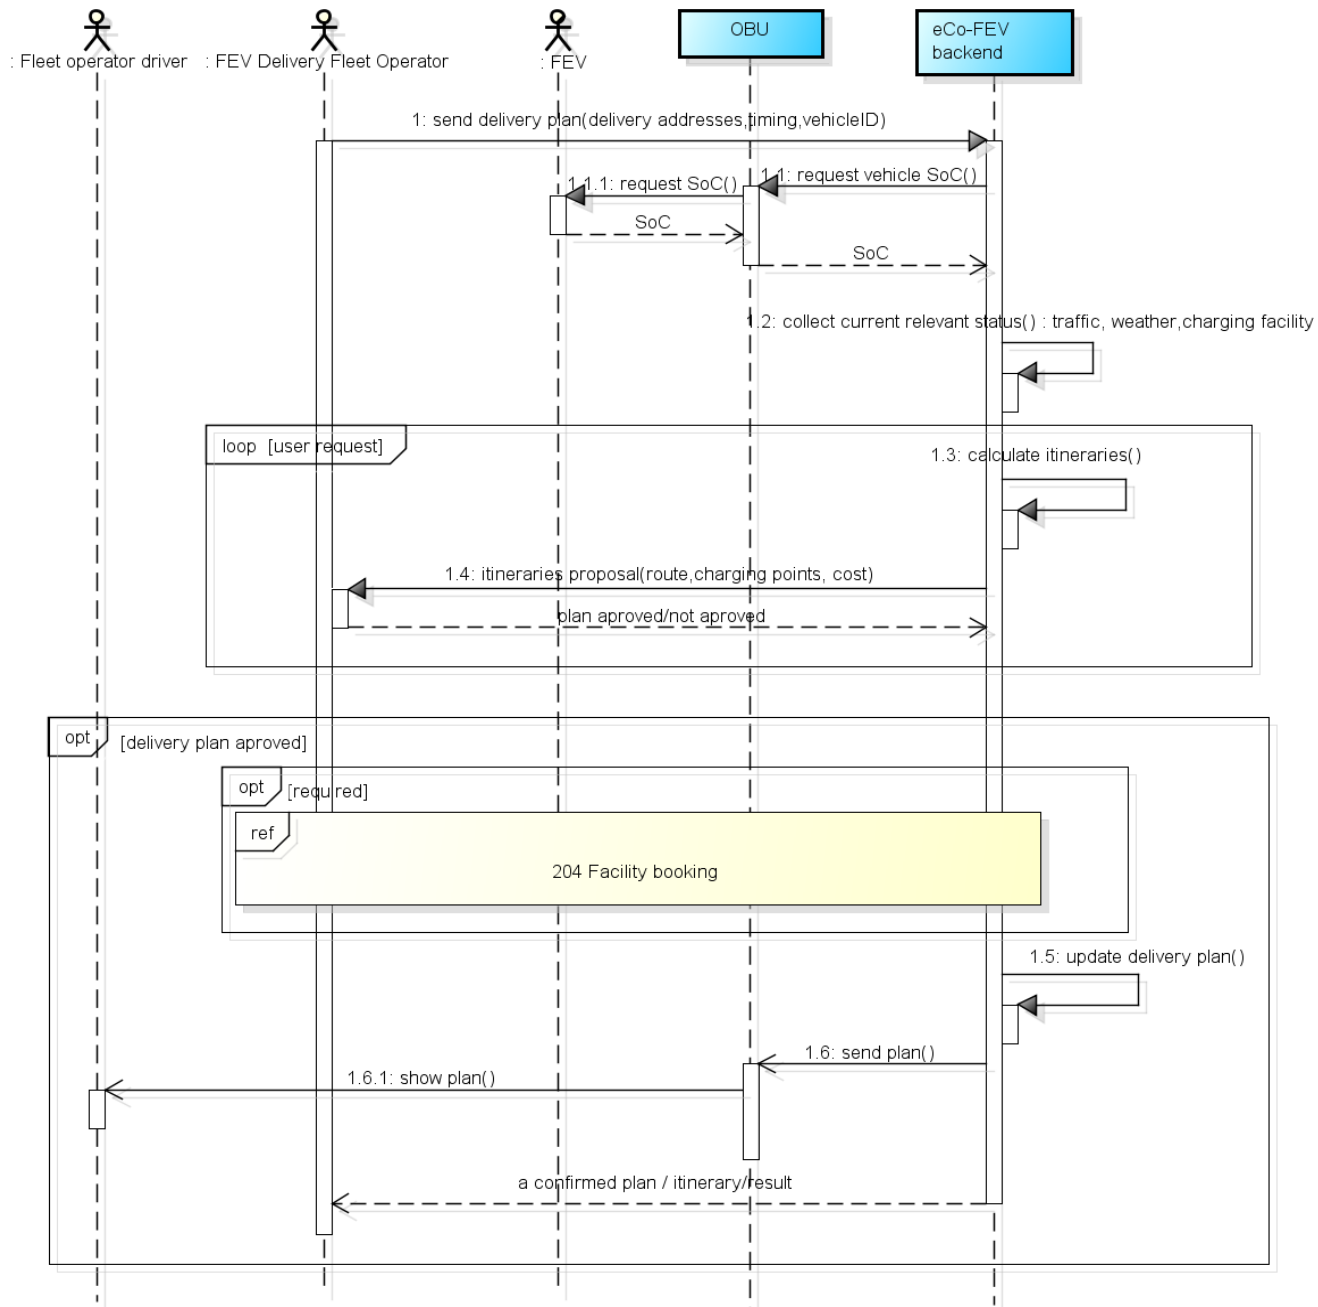 : Fleet operator driver
: FEV Delivery Fleet Operator
: FEV
OBU
eCo-FEV
backend
1: send delivery plan(delivery addresses,timing,vehicleID)
1.1: request vehicle SoC()
1.1.1: request SoC()
SoC
SoC
1.2: collect current relevant status() : traffic, weather,charging facility
loop [user request]
1.3: calculate itineraries()
1.4: itineraries proposal(route,charging points, cost)
plan aproved/not aproved
opt [delivery plan aproved]
opt [required]
ref
204 Facility booking
1.5: update delivery plan()
1.6: send plan()
1.6.1: show plan()
a confirmed plan / itinerary/result